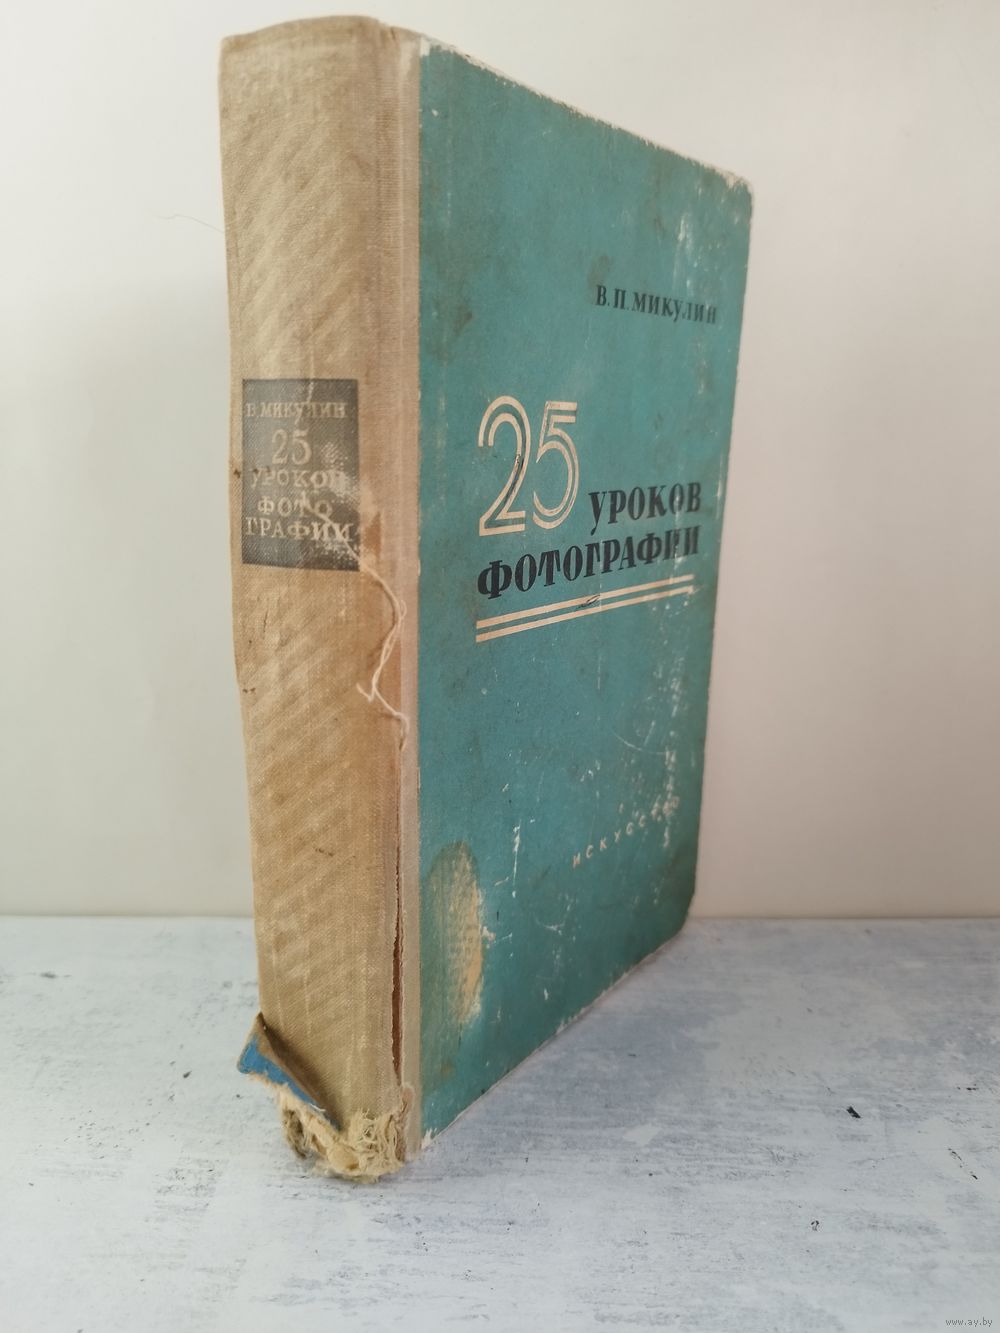 В. МИКУЛИН
25
УРОКОВ
ФОТО
ГРАФИИ
В. П. МИКУЛИН
25 УРОКОВ
ФОТОГРАФИИ
ИСКУССТВО
www.ay.by